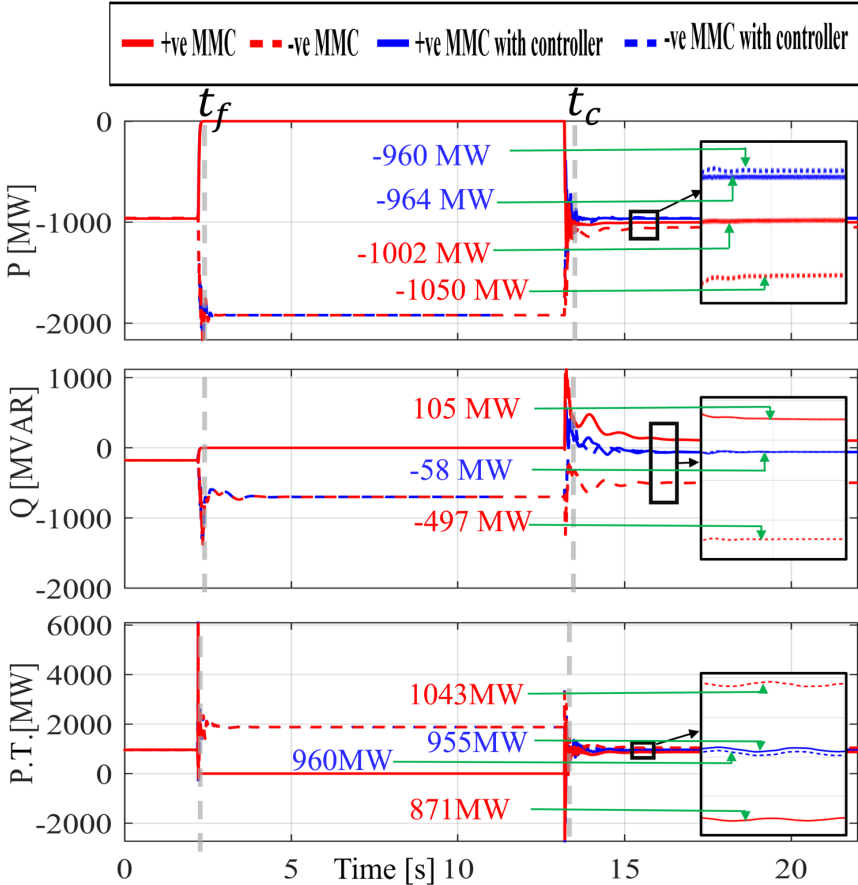 +ve MMC -ve MMC +ve MMC with controller -ve MMC with controller
t_f t_c
P [MW]
0
-1000
-2000
-960 MW
-964 MW
-1002 MW
-1050 MW
Q [MVAR]
1000
0
-1000
-2000
105 MW
-58 MW
-497 MW
P.T.[MW]
6000
4000
2000
0
-2000
1043MW
955MW
960MW
871MW
0 5 10 15 20
Time [s]